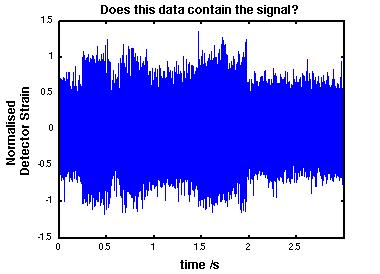 Does this data contain the signal?
1.5
1
0.5
0
-0.5
-1
-1.5
Normalised
Detector Strain
0 0.5 1 1.5 2 2.5
time /s